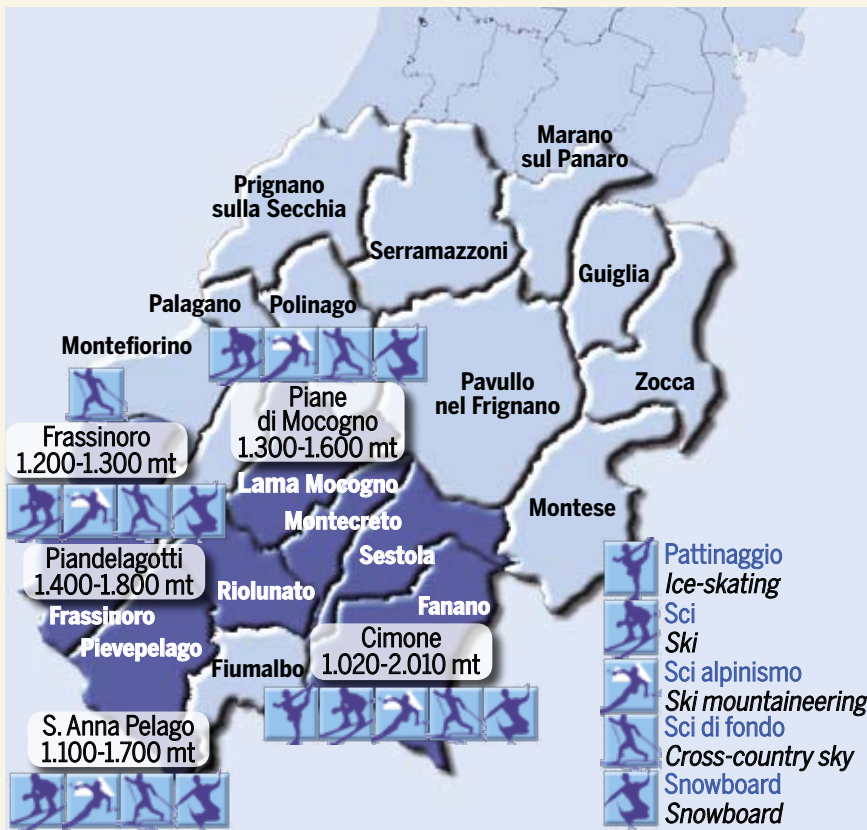 Marano
sul Panaro
Prignano
sulla Secchia
Serramazzoni
Guiglia
Palagano
Polinago
Montefiorino
Zocca
Pavullo
nel Frignano
Piane
di Mocogno
1.300-1.600 mt
Frassinoro
1.200-1.300 mt
Lama Mocogno
Montese
Montecreto
Sestola
Piandelagotti
1.400-1.800 mt
Riolunato
Fanano
Frassinoro
Pievepelago
Cimone
1.020-2.010 mt
Fiumalbo
S. Anna Pelago
1.100-1.700 mt
Pattinaggio
Ice-skating
Sci
Ski
Sci alpinismo
Ski mountaineering
Sci di fondo
Cross-country sky
Snowboard
Snowboard